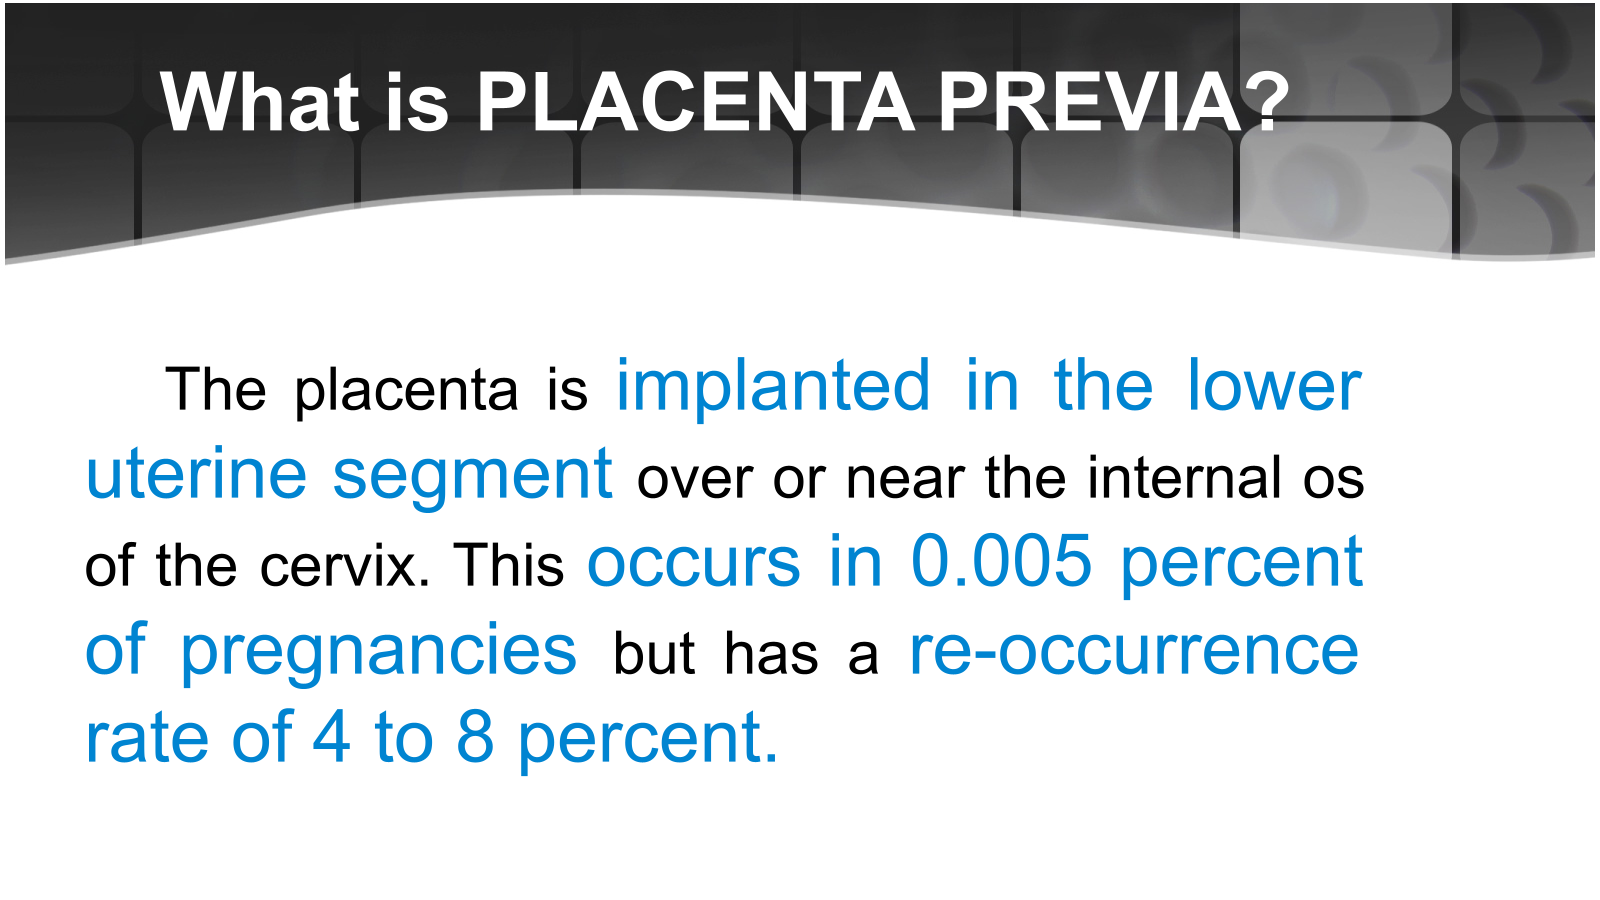 What is PLACENTA PREVIA?
The placenta is implanted in the lower
uterine segment over or near the internal os
of the cervix. This occurs in 0.005 percent
of pregnancies but has a re-occurrence
rate of 4 to 8 percent.